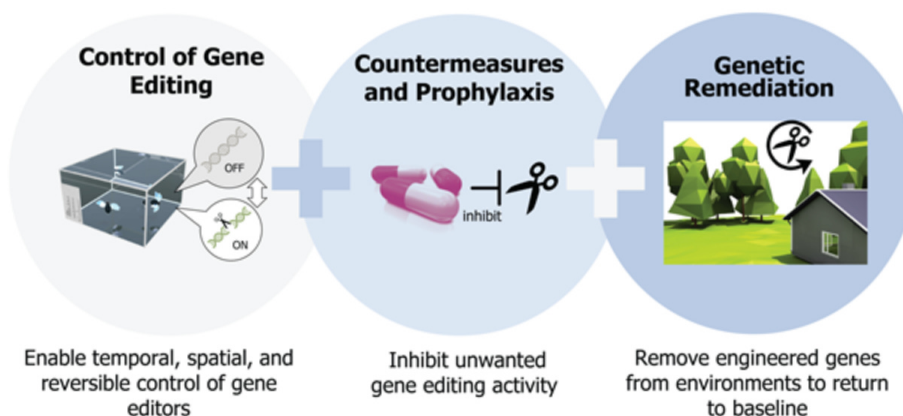 Control of Gene
Editing
OFF
ON
Enable temporal, spatial, and
reversible control of gene
editors
Countermeasures
and Prophylaxis
inhibit
Inhibit unwanted
gene editing activity
Genetic
Remediation
Remove engineered genes
from environments to return
to baseline